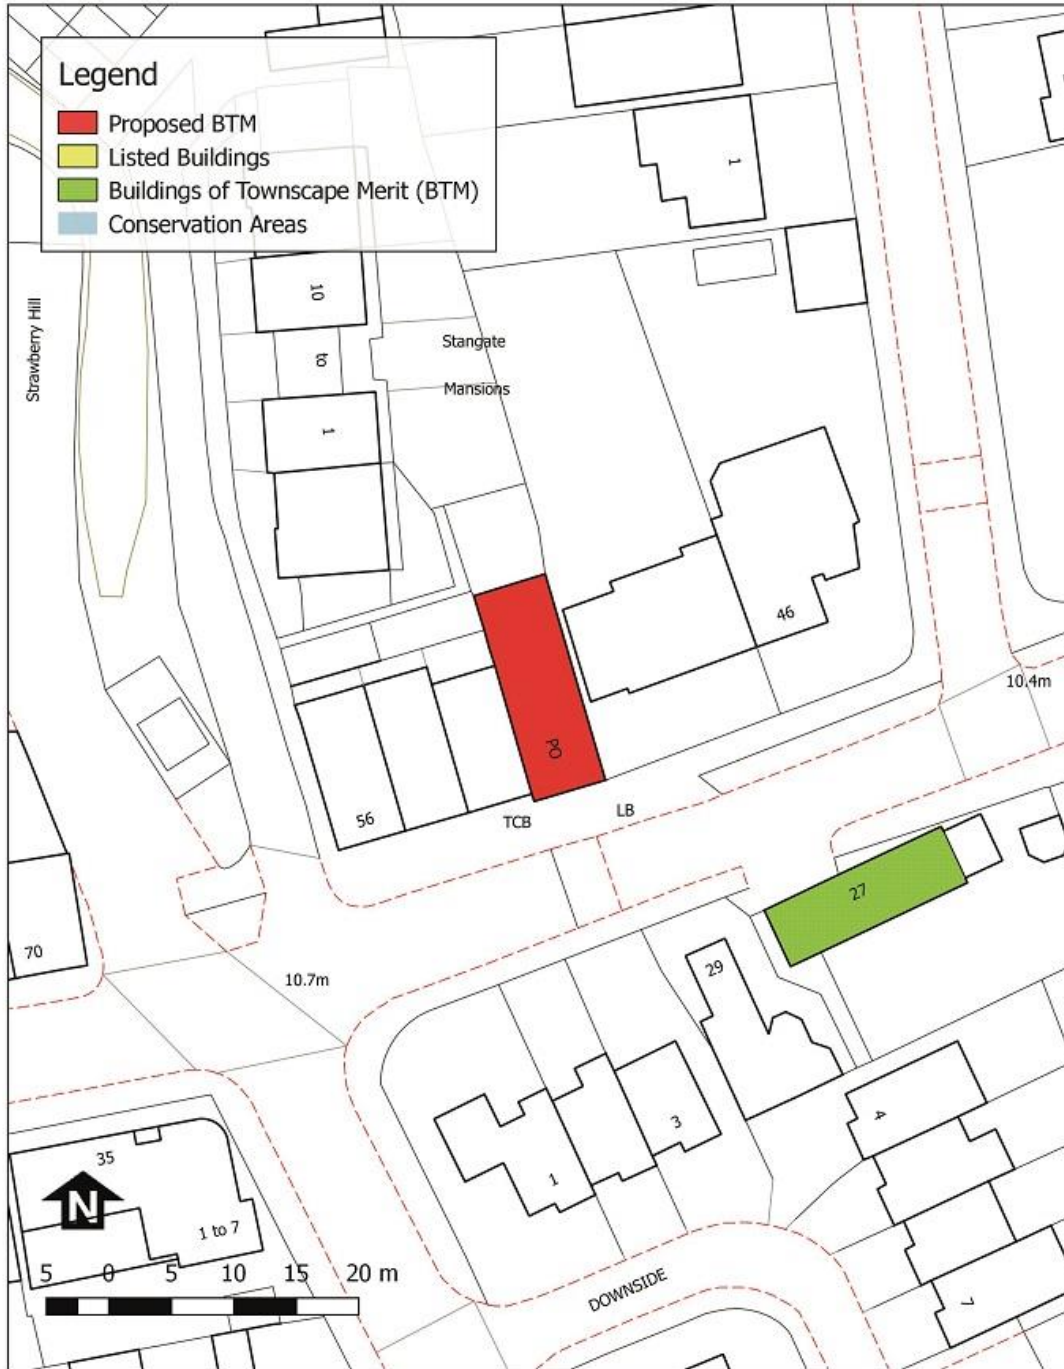 Legend
Proposed BTM
Listed Buildings
Buildings of Townscape Merit (BTM)
Conservation Areas
1
Strawberry Hill
10
to
1
Stangate
Mansions
46
10.4m
PO
56
TCB
LB
27
70
10.7m
29
3
1
4
35
1 to 7
N
5 0 5 10 15 20 m
DOWNSIDE
7